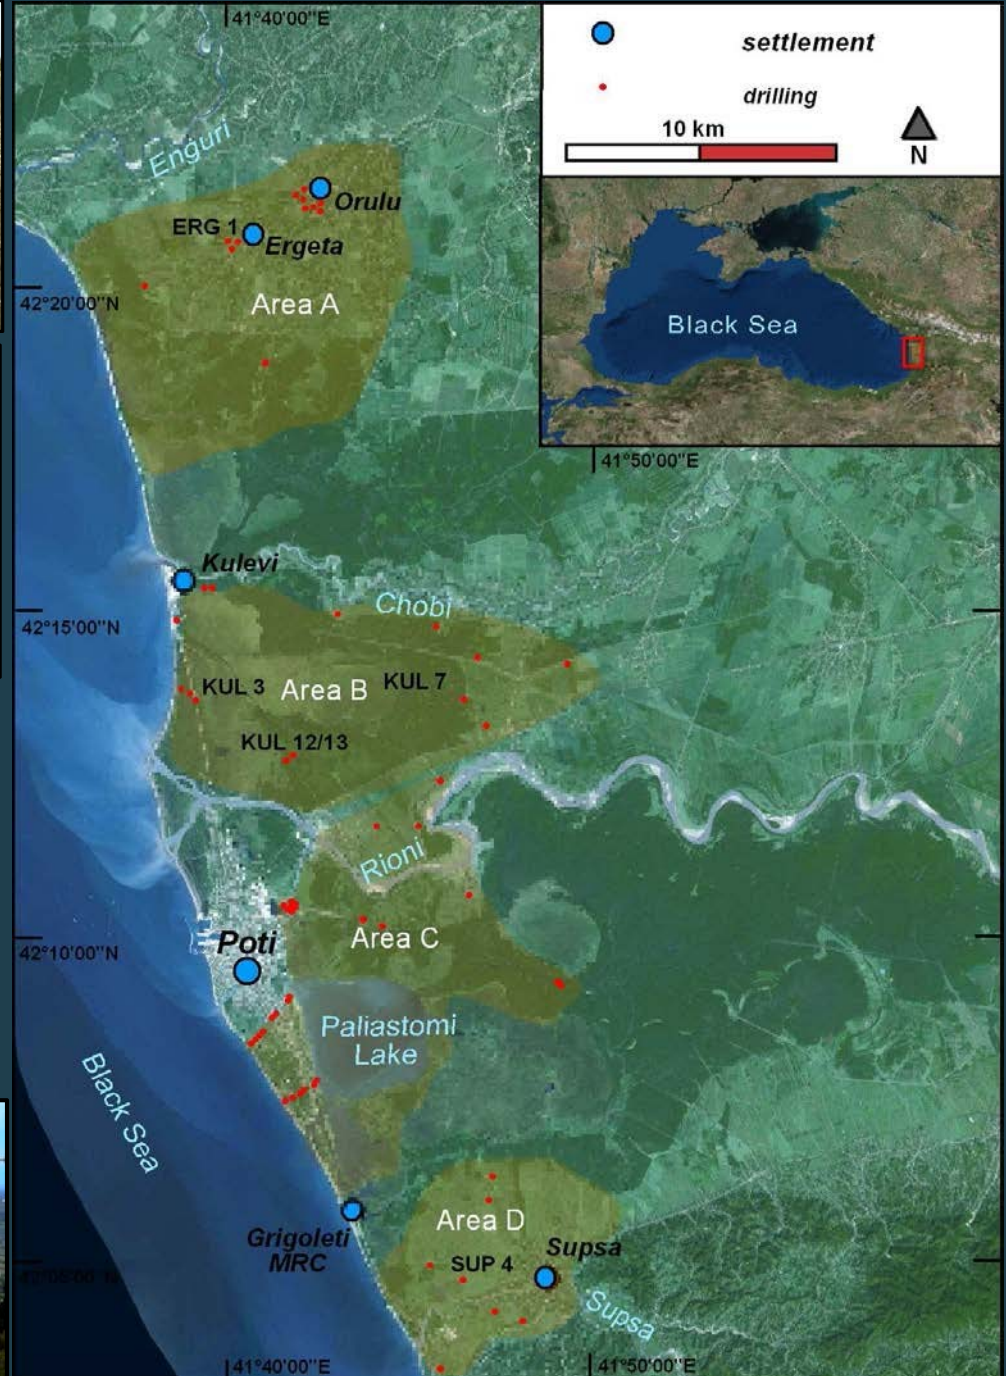 41°40'00"E
settlement
drilling
10 km
N
Enguri
Orulu
ERG 1
Ergeta
42°20'00"N
Area A
Black Sea
41°50'00"E
Kulevi
Chobi
42°15'00"N
KUL 3
Area B
KUL 7
KUL 12/13
Rioni
Poti
Area C
42°10'00"N
Paliastomi
Lake
Black Sea
Area D
Grigoleti
MRC
SUP 4
Supsa
42°05'00"N
Supsa
41°40'00"E
41°50'00"E